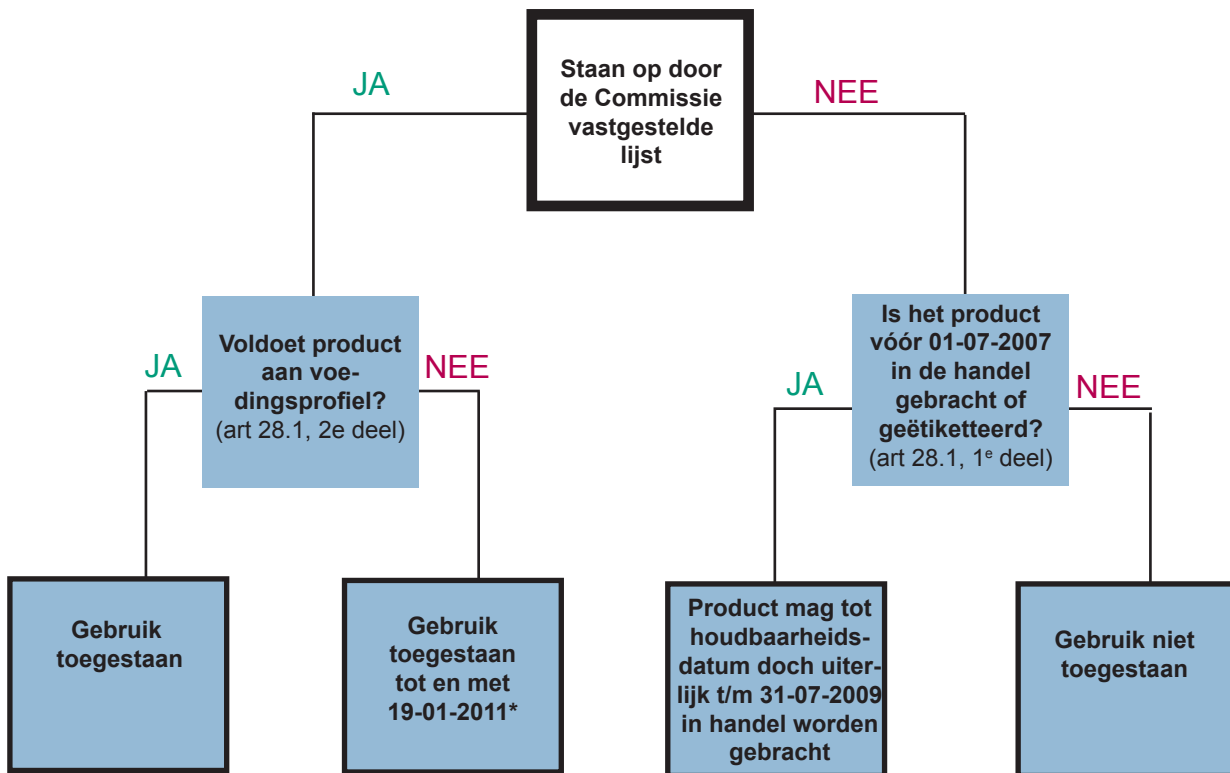 Staan op door
de Commissie
vastgestelde
lijst
JA
NEE
Voldoet product
aan voe-
dingsprofiel?
(art 28.1, 2e deel)
JA
NEE
Is het product
vóór 01-07-2007
in de handel
gebracht of
geëtiketteerd?
(art 28.1, 1e deel)
JA
NEE
Gebruik
toegestaan
Gebruik
toegestaan
tot en met
19-01-2011*
Product mag tot
houdbaarheids-
datum doch uiter-
lijk t/m 31-07-2009
in handel worden
gebracht
Gebruik niet
toegestaan